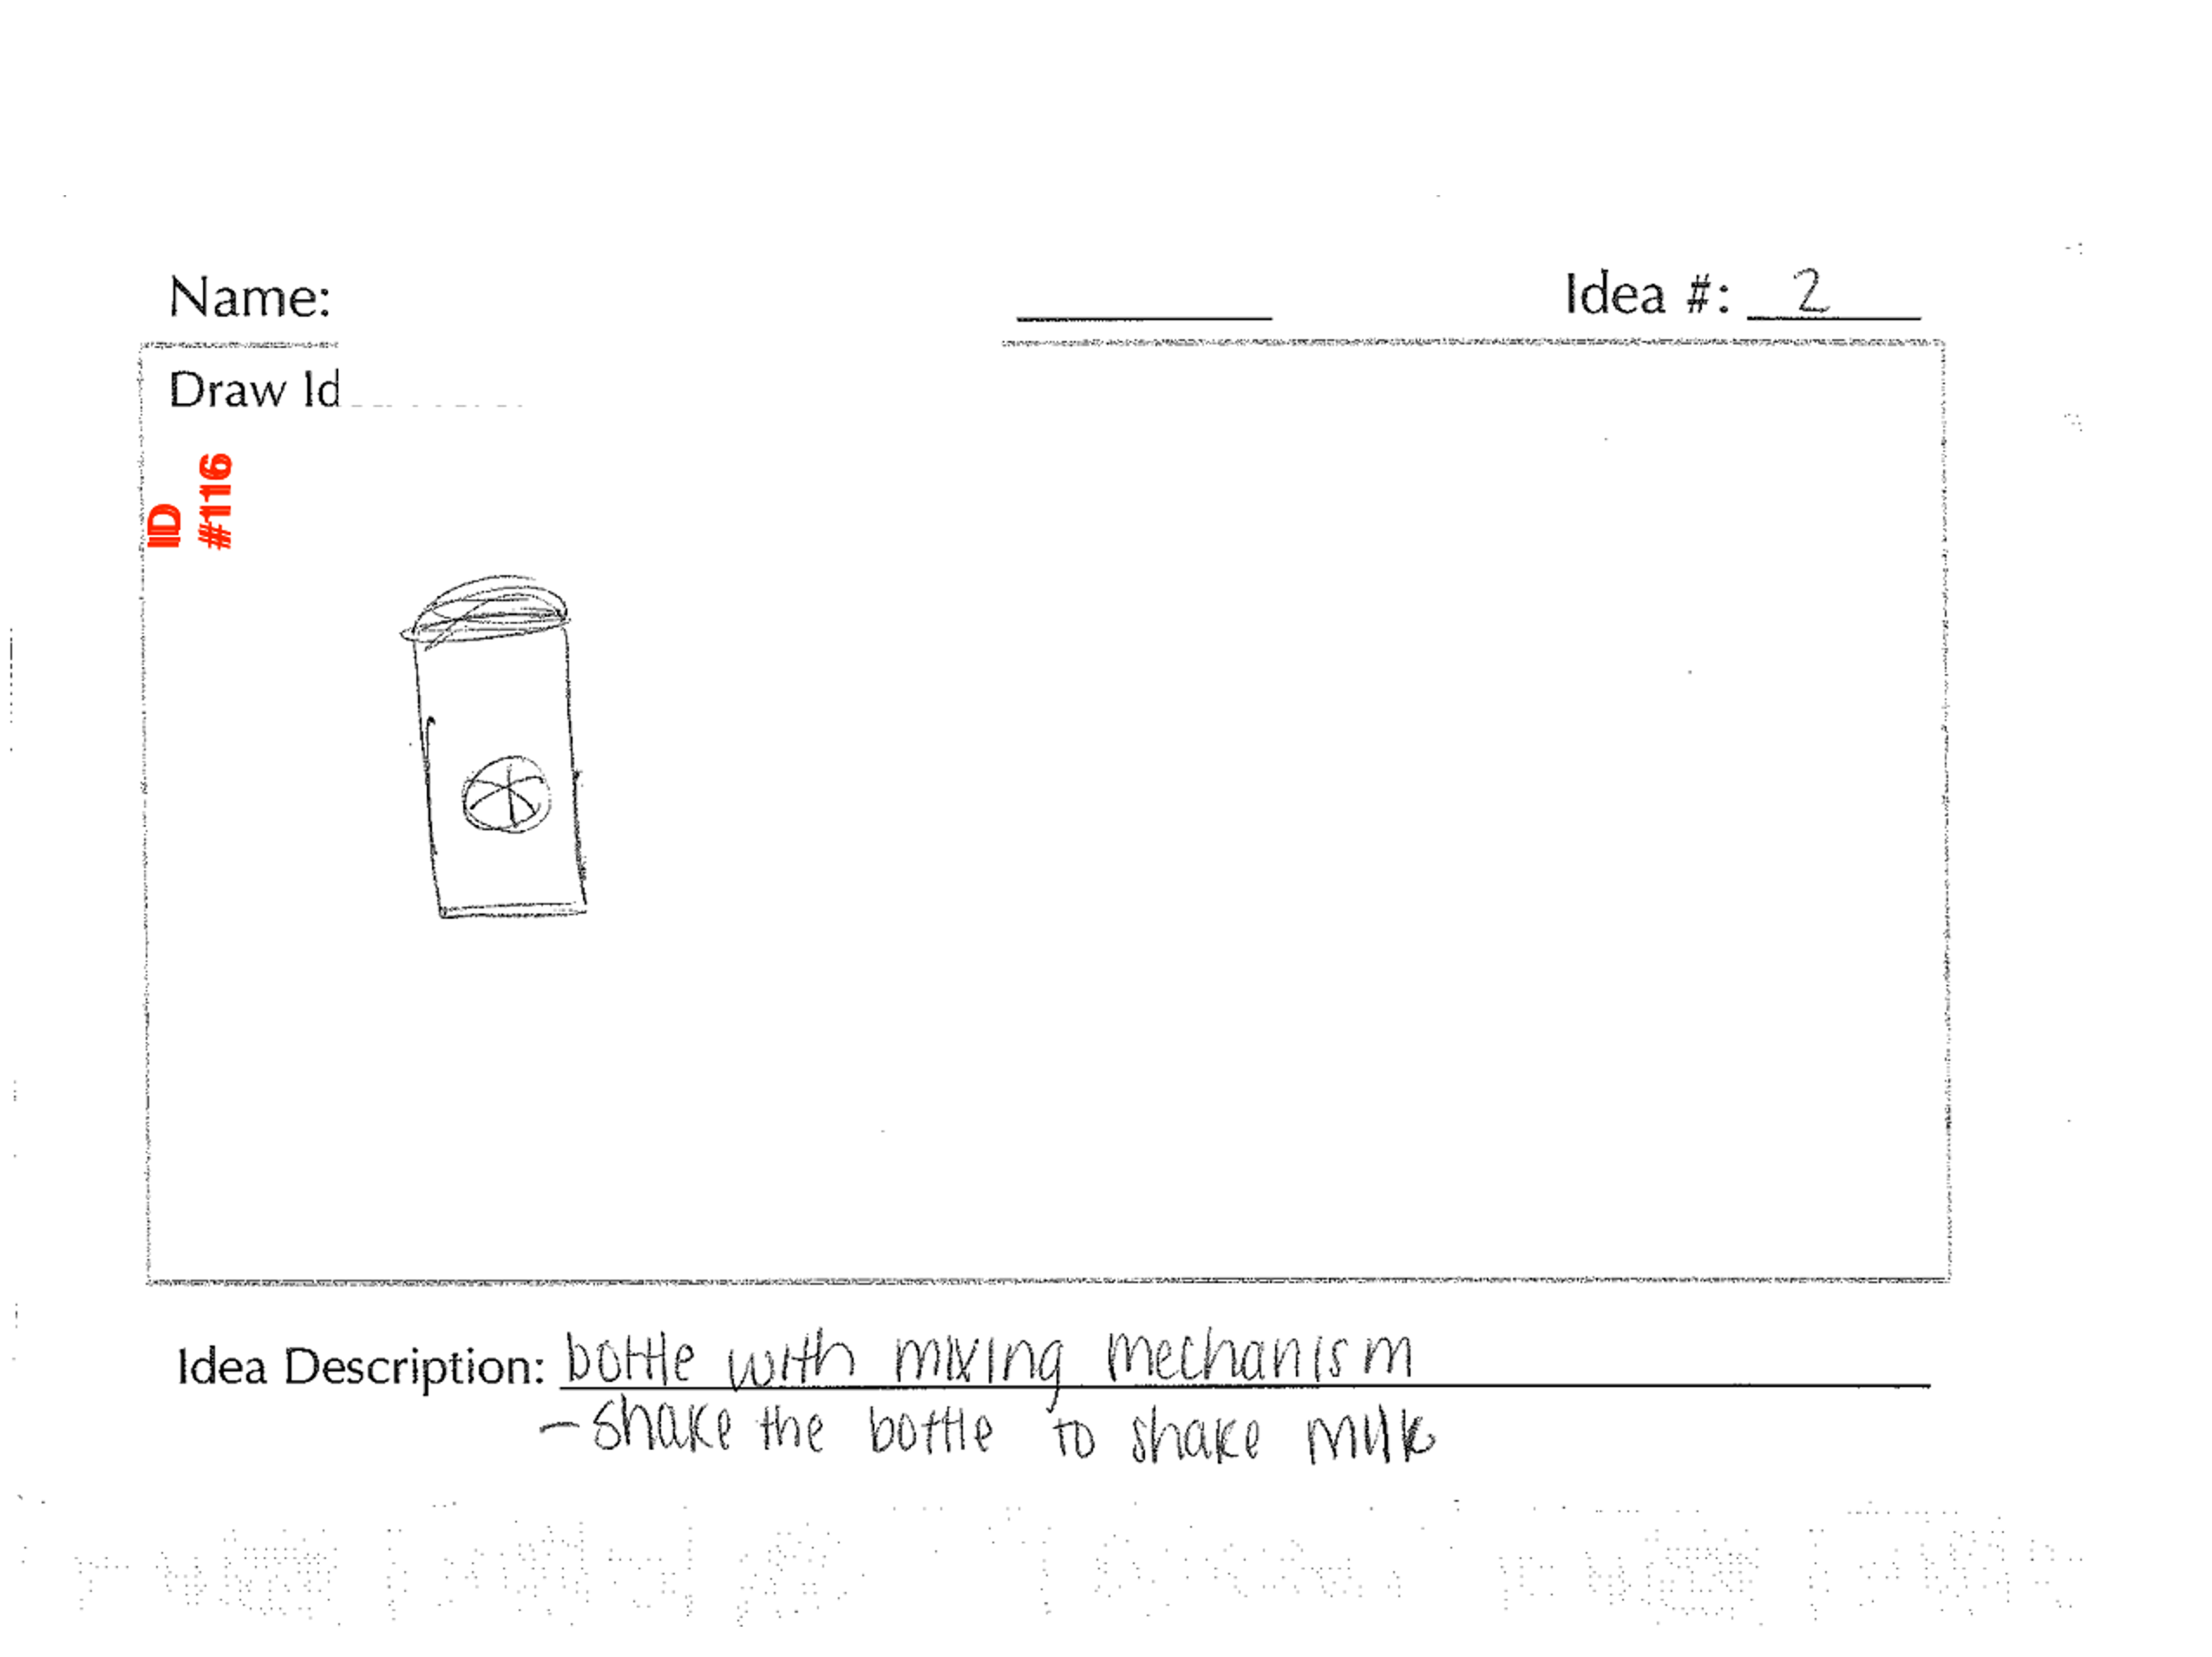 Name:
Idea #: 2
Draw Id
ID
#116
Idea Description: bottle with mixing mechanism
- shake the bottle to shake milk